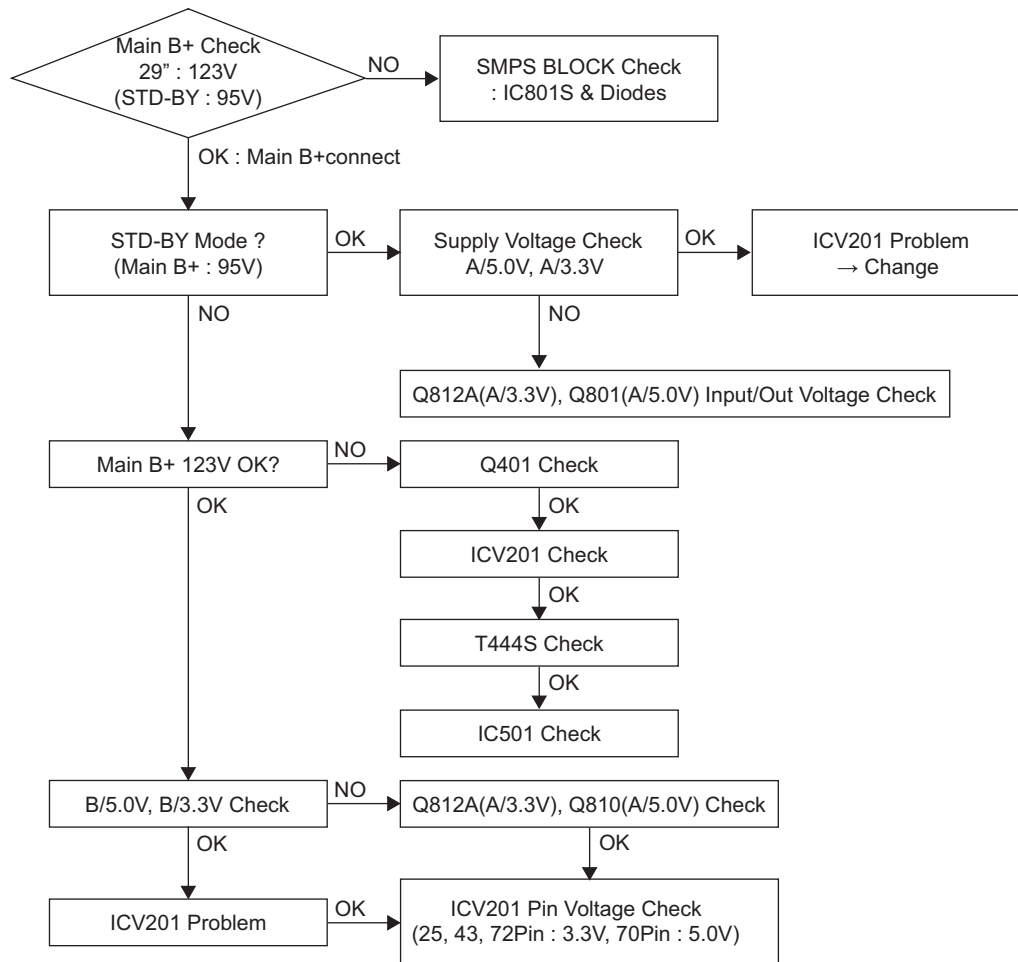 Main B+ Check
29” : 123V
(STD-BY : 95V)
NO
SMPS BLOCK Check
: IC801S & Diodes
OK : Main B+connect
STD-BY Mode ?
(Main B+ : 95V)
OK
Supply Voltage Check
A/5.0V, A/3.3V
OK
ICV201 Problem
→ Change
NO
NO
Q812A(A/3.3V), Q801(A/5.0V) Input/Out Voltage Check
Main B+ 123V OK?
NO
Q401 Check
OK
OK
ICV201 Check
OK
T444S Check
OK
IC501 Check
B/5.0V, B/3.3V Check
NO
Q812A(A/3.3V), Q810(A/5.0V) Check
OK
OK
ICV201 Problem
OK
ICV201 Pin Voltage Check
(25, 43, 72Pin : 3.3V, 70Pin : 5.0V)